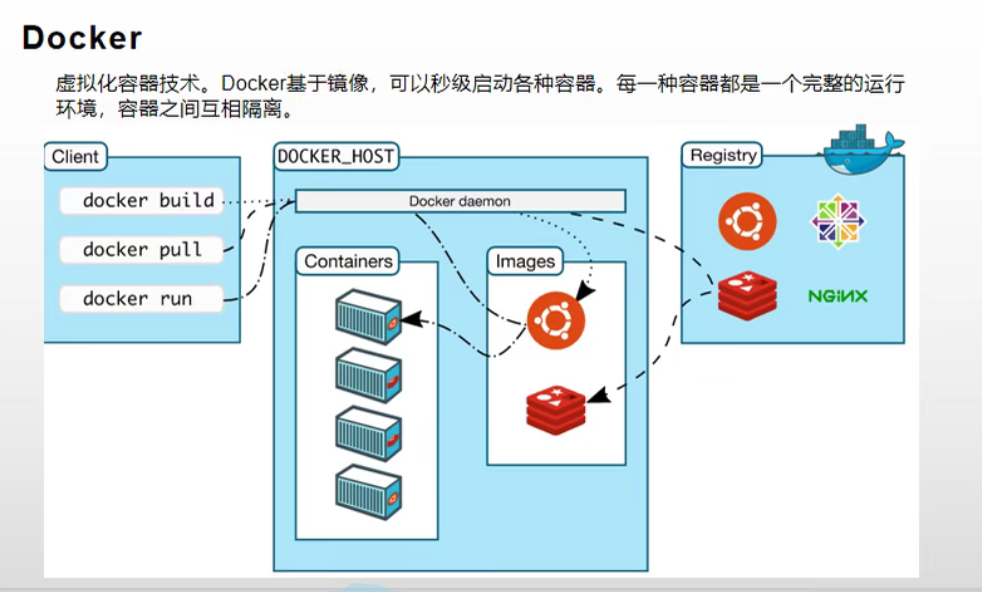 Docker
虚拟化容器技术。Docker基于镜像，可以秒级启动各种容器。每一种容器都是一个完整的运行
环境，容器之间互相隔离。
Client
docker build
docker pull
docker run
DOCKER_HOST
Docker daemon
Containers
Images
Registry
NGINX